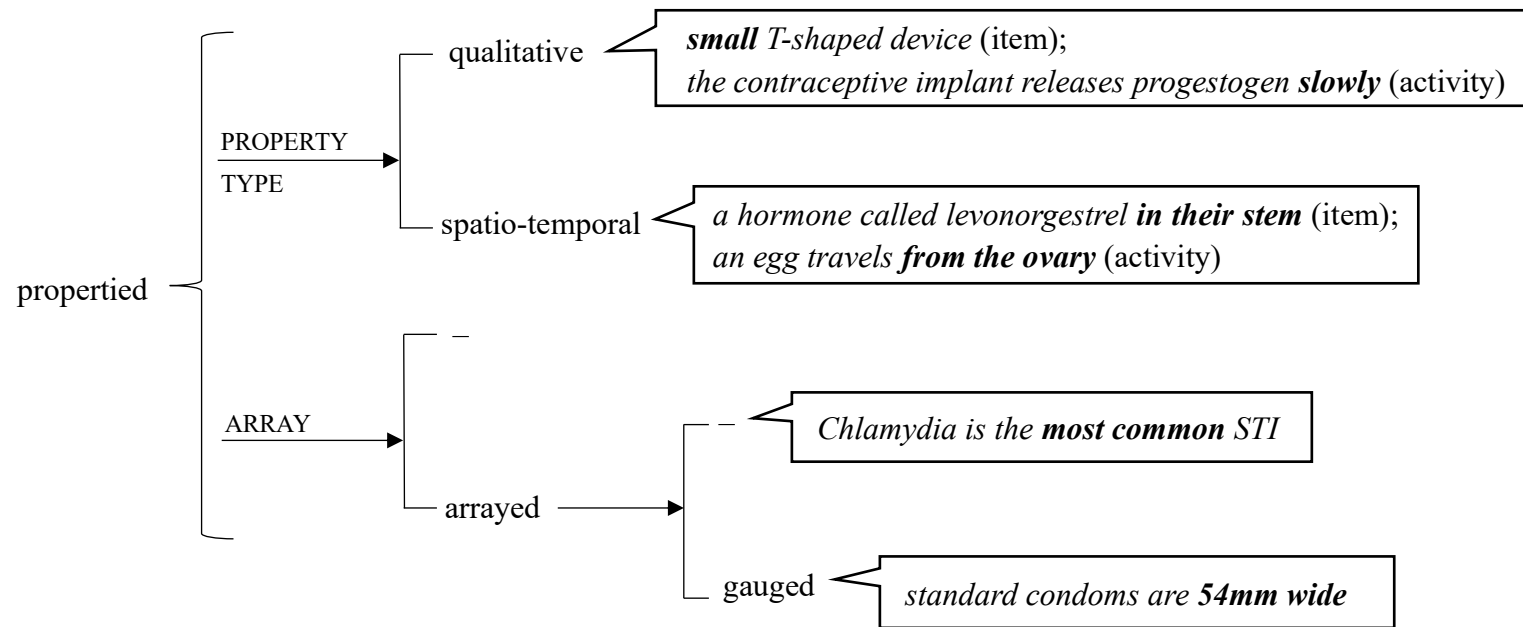 qualitative
small T-shaped device (item);
the contraceptive implant releases progestogen slowly (activity)
PROPERTY
TYPE
spatio-temporal
a hormone called levonorgestrel in their stem (item);
an egg travels from the ovary (activity)
propertied
–
ARRAY
–
Chlamydia is the most common STI
arrayed
gauged
standard condoms are 54mm wide